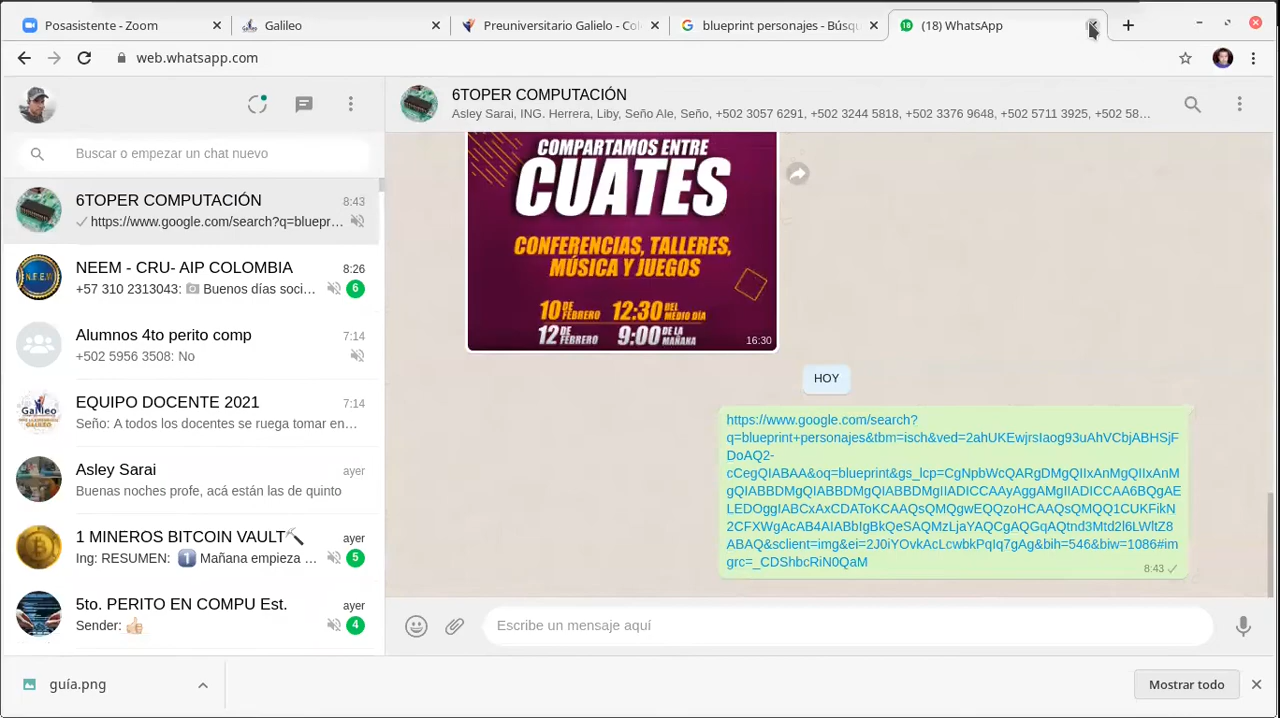 Posasistente - Zoom
Galileo
Preuniversitario Galielo - Col
blueprint personajes - Búsqu
(18) WhatsApp
web.whatsapp.com
6TOPER COMPUTACIÓN
Asley Sarai, ING. Herrera, Liby, Seño Ale, Seño, +502 3057 6291, +502 3244 5818, +502 3376 9648, +502 5711 3925, +502 58…
Buscar o empezar un chat nuevo
6TOPER COMPUTACIÓN 8:43
https://www.google.com/search?q=bluepr…
NEEM - CRU- AIP COLOMBIA 8:26
+57 310 2313043: Buenos días soci… 6
Alumnos 4to perito comp 7:14
+502 5956 3508: No
EQUIPO DOCENTE 2021 7:14
Seño: A todos los docentes se ruega tomar en…
Asley Sarai ayer
Buenas noches profe, acá están las de quinto
1 MINEROS BITCOIN VAULT ayer
Ing: RESUMEN: 1 Mañana empieza … 5
5to. PERITO EN COMPU Est. ayer
Sender: 4
COMPARTAMOS ENTRE
CUATES
CONFERENCIAS, TALLERES,
MÚSICA Y JUEGOS
10 DE FEBRERO 12:30 DEL MEDIO DÍA
12 DE FEBRERO 9:00 DE LA MAÑANA
16:30
HOY
https://www.google.com/search?
q=blueprint+personajes&tbm=isch&ved=2ahUKEwjrsIaog93uAhVCbjABHSjF
DoAQ2-
cCegQIABAA&oq=blueprint&gs_lcp=CgNpbWcQARgDMgQIIxAnMgQIIxAnM
gQIABBDMgQIABBDMgQIABBDMgIIADICCAAyAggAMgIIADICCAA6BQgAE
LEDOggIABCxAxCDAToKCAAQsQMQgwEQQzoHCAAQsQMQQ1CUKFikN
2CFXWgAcAB4AIABbIgBkQeSAQMzLjaYAQCgAQGqAQtnd3Mtd2l6LWltZ8
ABAQ&sclient=img&ei=2J0iYOvkAcLcwbkPqIq7gAg&bih=546&biw=1086#im
grc=_CDShbcRiN0QaM
8:43
Escribe un mensaje aquí
guía.png
Mostrar todo